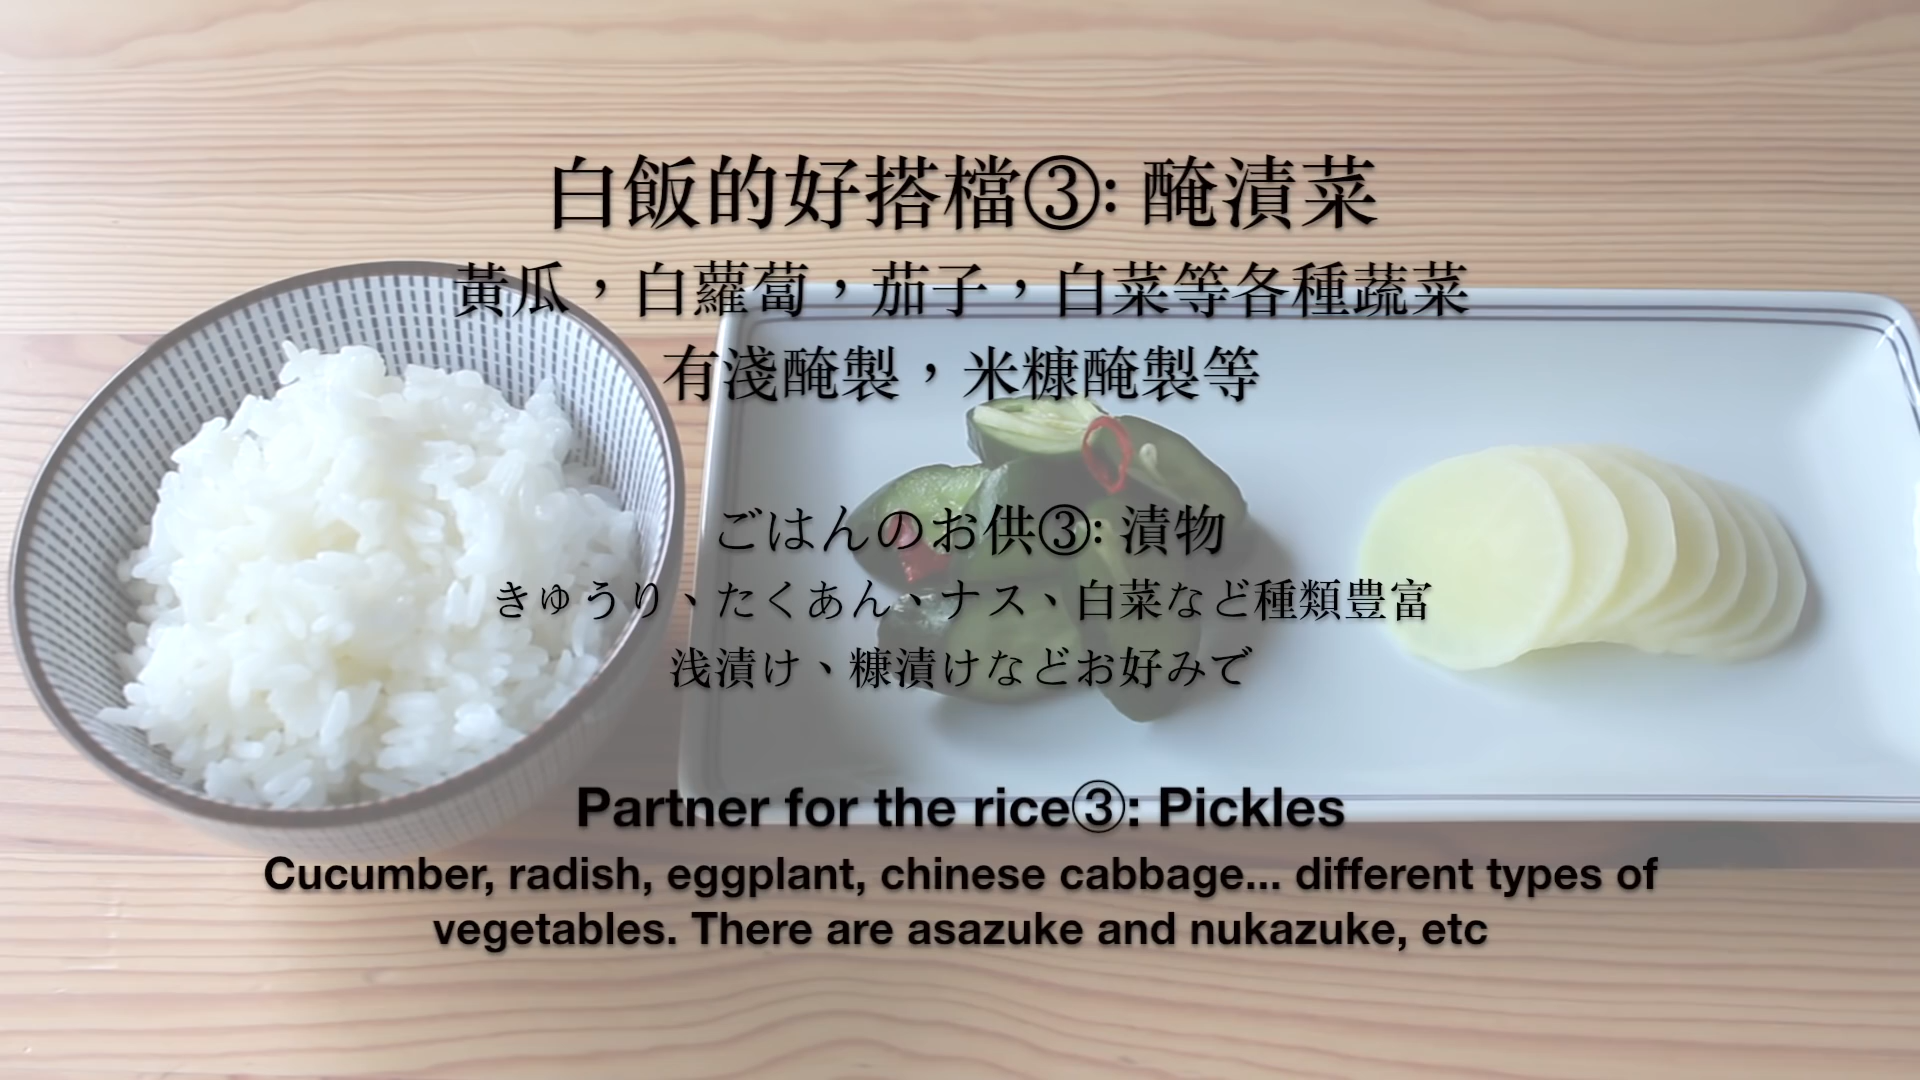 白飯的好搭檔③: 醃漬菜
黃瓜，白蘿蔔，茄子，白菜等各種蔬菜
有淺醃製，米糠醃製等
ごはんのお供③: 漬物
きゅうり、たくあん、ナス、白菜など種類豊富
浅漬け、糠漬けなどお好みで
Partner for the rice③: Pickles
Cucumber, radish, eggplant, chinese cabbage... different types of
vegetables. There are asazuke and nukazuke, etc